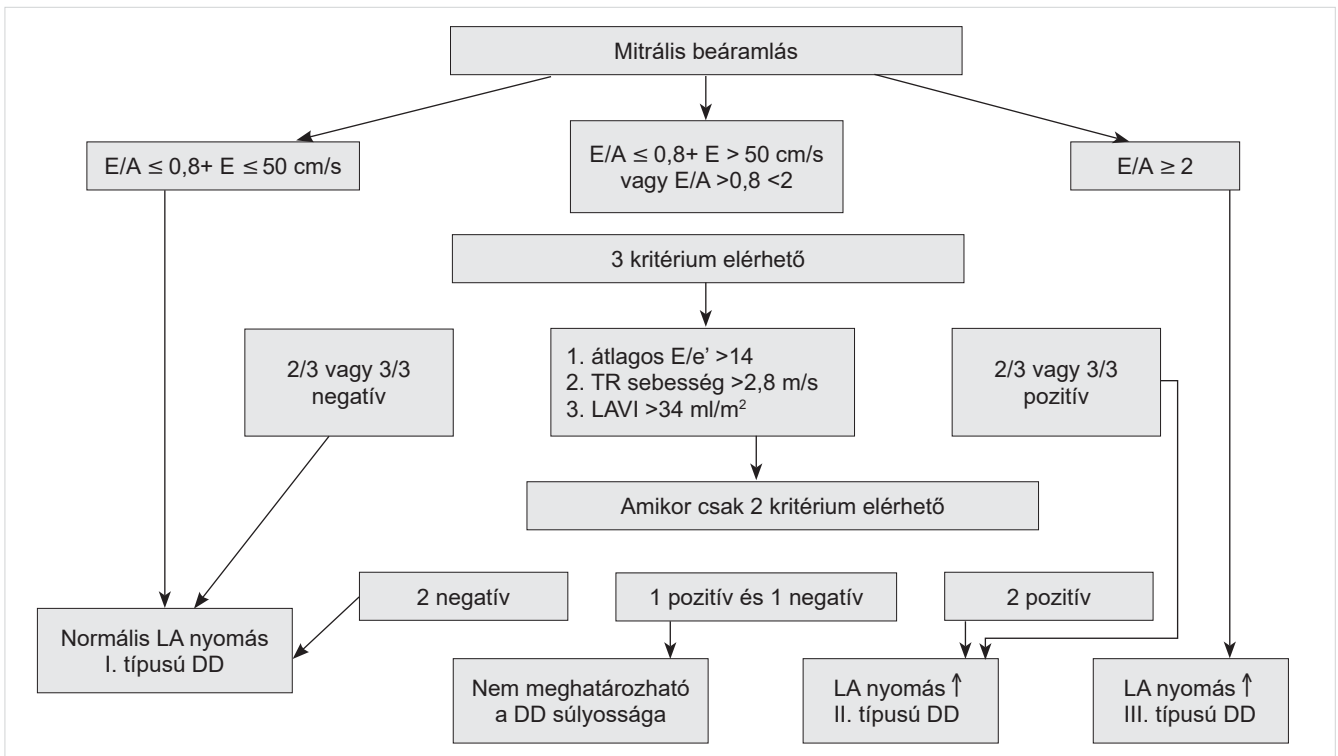 Mitrális beáramlás
E/A ≤ 0,8+ E ≤ 50 cm/s
E/A ≤ 0,8+ E > 50 cm/s
vagy E/A >0,8 <2
E/A ≥ 2
3 kritérium elérhető
2/3 vagy 3/3
negatív
1. átlagos E/e’ >14
2. TR sebesség >2,8 m/s
3. LAVI >34 ml/m²
2/3 vagy 3/3
pozitív
Amikor csak 2 kritérium elérhető
2 negatív
1 pozitív és 1 negatív
2 pozitív
Normális LA nyomás
I. típusú DD
Nem meghatározható
a DD súlyossága
LA nyomás ↑
II. típusú DD
LA nyomás ↑
III. típusú DD